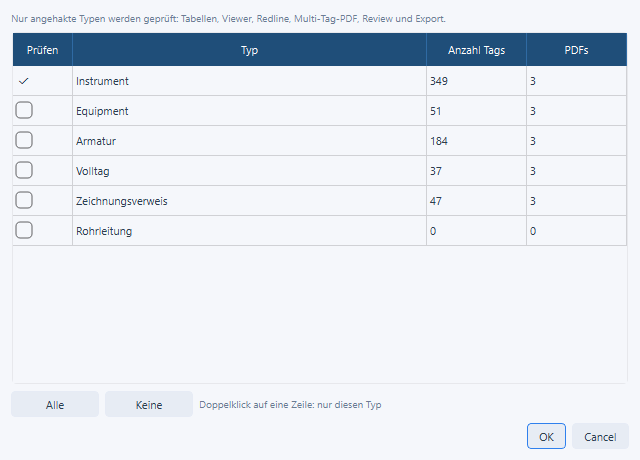 Nur angehakte Typen werden geprüft: Tabellen, Viewer, Redline, Multi-Tag-PDF, Review und Export.
Prüfen Typ Anzahl Tags PDFs
Instrument 349 3
Equipment 51 3
Armatur 184 3
Volltag 37 3
Zeichnungsverweis 47 3
Rohrleitung 0 0
Alle Keine Doppelklick auf eine Zeile: nur diesen Typ
OK Cancel